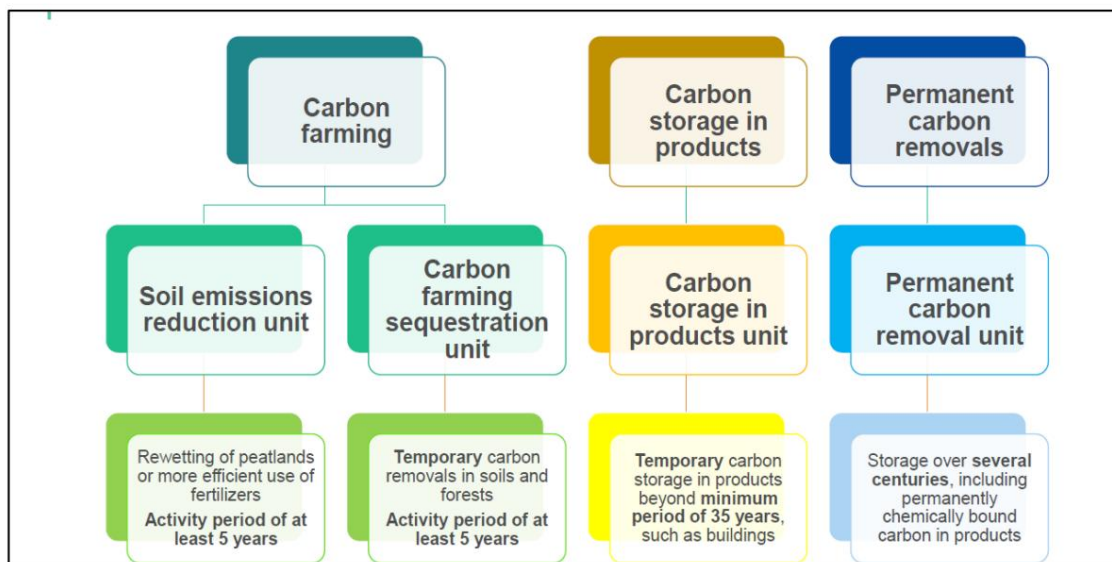 Carbon
farming
Carbon
storage in
products
Permanent
carbon
removals
Soil emissions
reduction unit
Carbon
farming
sequestration
unit
Carbon
storage in
products unit
Permanent
carbon
removal unit
Rewetting of peatlands
or more efficient use of
fertilizers
Activity period of at
least 5 years
Temporary carbon
removals in soils and
forests
Activity period of at
least 5 years
Temporary carbon
storage in products
beyond minimum
period of 35 years,
such as buildings
Storage over several
centuries, including
permanently
chemically bound
carbon in products